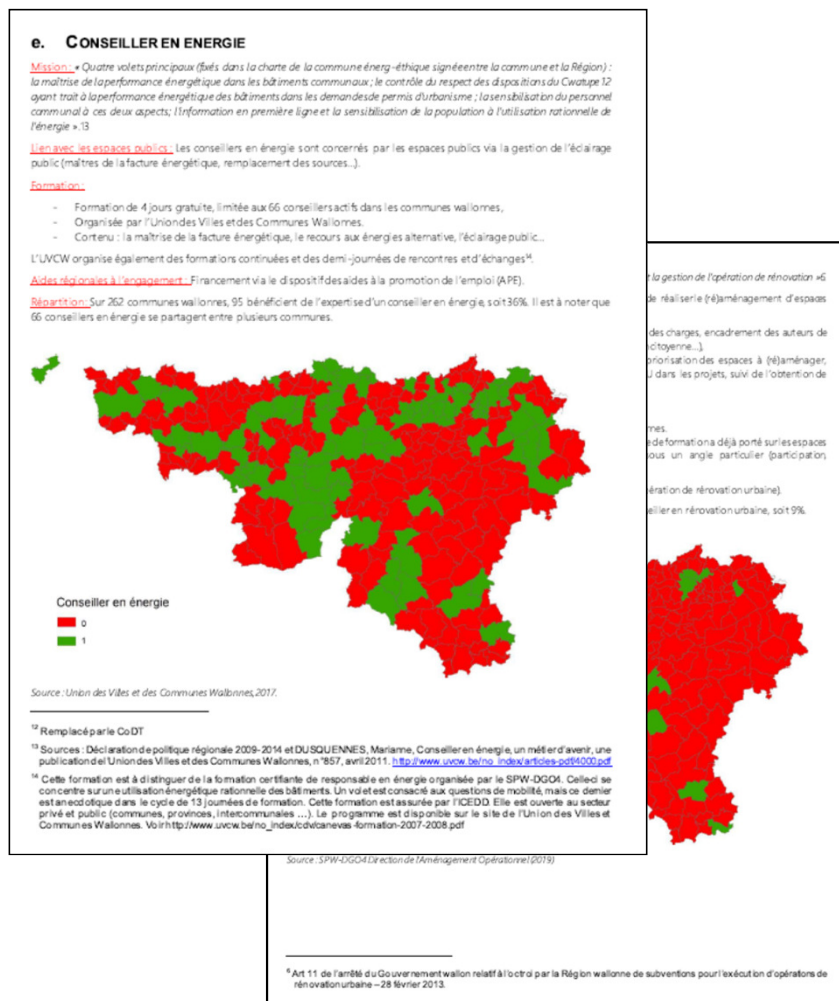 e. CONSEILLER EN ENERGIE
Mission : « Quatre volets principaux (fixés dans la charte de la commune énerg-éthique signéeentre la commune et la Région) :
la maîtrise de la performance énergétique dans les bâtiments communaux ; le contrôle du respect des dispositions du Cwatupe 12
ayant trait à la performance énergétique des bâtiments dans les demandesde permis d'urbanisme ; la sensibilisation du personnel
communal à ces deux aspects; l'information en première ligne et la sensibilisation de la population à l'utilisation rationnelle de
l'énergie ».13
Lien avec les espaces publics : Les conseillers en énergie sont concernés par les espaces publics via la gestion de l'éclairage
public (maîtres de la facture énergétique, remplacement des sources...).
Formation :
- Formation de 4 jours gratuite, limitée aux 66 conseillers actifs dans les communes wallonnes,
- Organisée par l'Union des Villes et des Communes Wallonnes.
- Contenu : la maîtrise de la facture énergétique, le recours aux énergies alternative, l'éclairage public...
L'UVCW organise également des formations continuées et des demi-journées de rencontres et d'échanges14.
Aides régionales à l'engagement : Financement via le dispositif des aides à la promotion de l'emploi (APE).
Répartition : Sur 262 communes wallonnes, 95 bénéficient de l'expertise d'un conseiller en énergie, soit 36%. Il est à noter que
66 conseillers en énergie se partagent entre plusieurs communes.
Conseiller en énergie
0
1
Source : Union des Villes et des Communes Wallonnes, 2017.
12 Remplacé par le CoDT
13 Sources : Déclaration de politique régionale 2009-2014 et DUSQUENNES, Marianne, Conseiller en énergie, un métier d'avenir, une
publication de l'Union des Villes et des Communes Wallonnes, n°857, avril 2011. http://www.uvcw.be/no_index/articles-pdf/4000.pdf
14 Cette formation est à distinguer de la formation certifiante de responsable en énergie organisée par le SPW-DGO4. Celle ci se
concentre sur une utilisation énergétique rationnelle des bâtiments. Un volet est consacré aux questions de mobilité, mais ce dernier
est anecdotique dans le cycle de 13 journées de formation. Cette formation est assurée par l'ICEDD. Elle est ouverte au secteur
privé et public (communes, provinces, intercommunales ...). Le programme est disponible sur le site de l'Union des Villes et
Communes Wallonnes. Voir http://www.uvcw.be/no_index/cdv/canevas-formation-2007-2008.pdf
t la gestion de l'opération de rénovation »6.
de réaliser le (ré)aménagement d'espaces
des charges, encadrement des auteurs de
citoyenne...),
priorisation des espaces à (ré)aménager,
U dans les projets, suivi de l'obtention de
nnes.
e de formation a déjà porté sur les espaces
ous un angle particulier (participation,
pération de rénovation urbaine).
seiller en rénovation urbaine, soit 9%.
Source : SPW-DGO4 Direction de l'Aménagement Opérationnel (2019)
6 Art 11 de l'arrêté du Gouvernement wallon relatif à l'octroi par la Région wallonne de subventions pour l'exécution d'opérations de
rénovation urbaine – 28 février 2013.